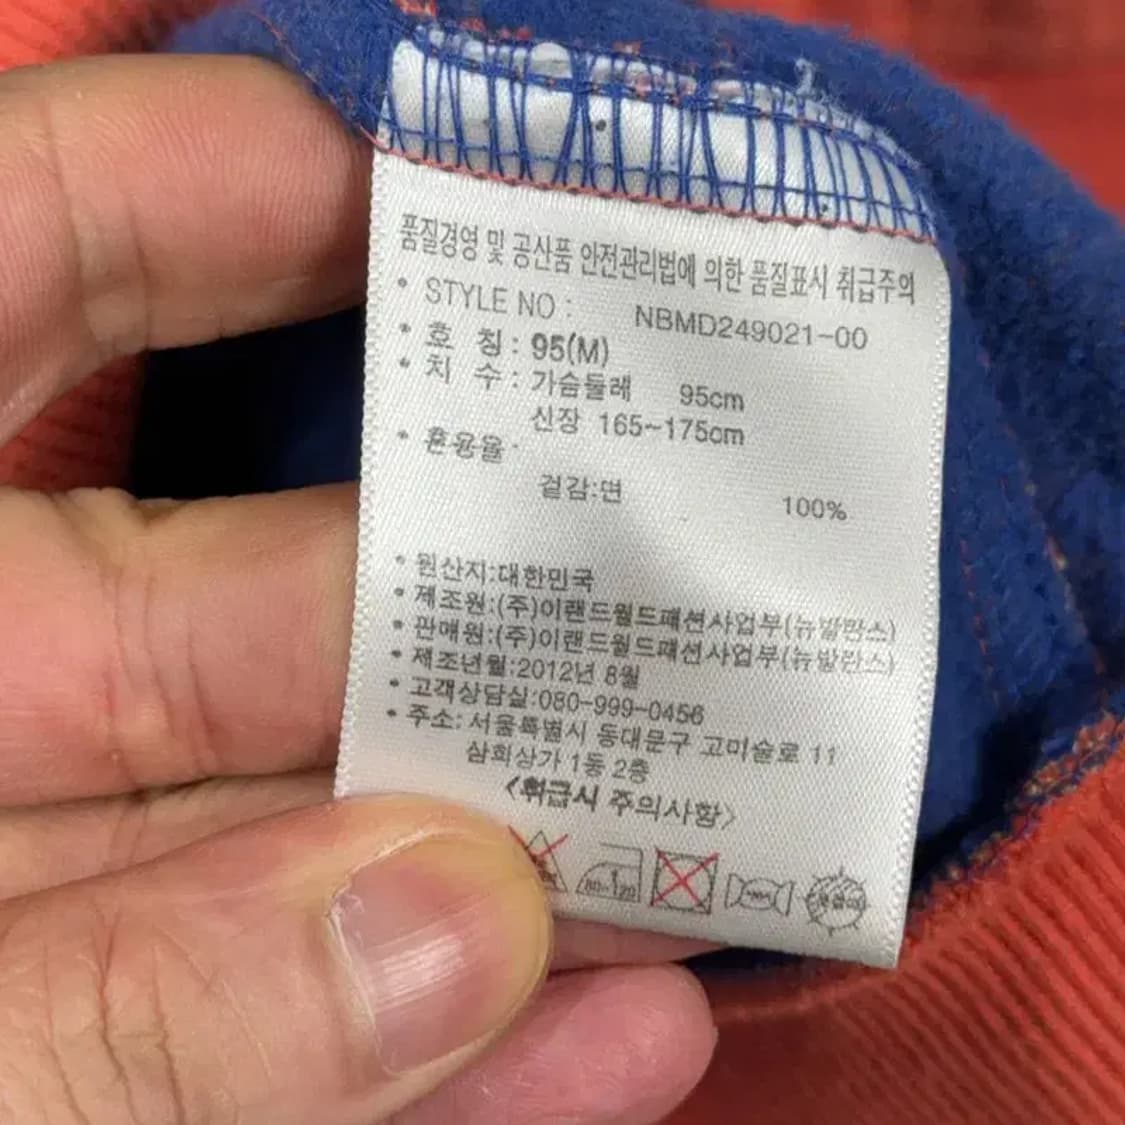 품질경영 및 공산품 안전관리법에 의한 품질표시 취급주의
• STYLE NO : NBMD249021-00
• 호 칭 : 95(M)
• 치 수 : 가슴둘레 95cm
신장 165~175cm
• 혼용율 :
겉감:면 100%
• 원산지:대한민국
• 제조원:(주)이랜드월드패션사업부(뉴발란스)
• 판매원:(주)이랜드월드패션사업부(뉴발란스)
• 제조년월:2012년 8월
• 고객상담실:080-999-0456
• 주소: 서울특별시 동대문구 고미술로 11
삼희상가 1동 2층
<취급시 주의사항>
80~120